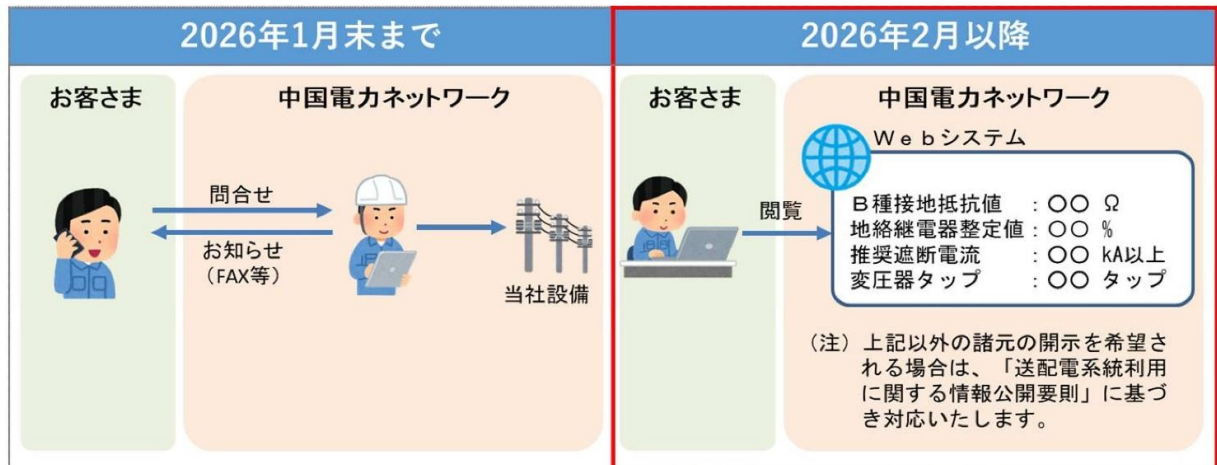 2026年1月末まで
お客さま
中国電力ネットワーク
問合せ
お知らせ
(FAX等)
当社設備
2026年2月以降
お客さま
中国電力ネットワーク
Webシステム
閲覧
B種接地抵抗値 :○○ Ω
地絡継電器整定値:○○ %
推奨遮断電流 :○○ kA以上
変圧器タップ :○○ タップ
(注)上記以外の諸元の開示を希望さ
れる場合は、「送配電系統利用
に関する情報公開要則」に基づ
き対応いたします。